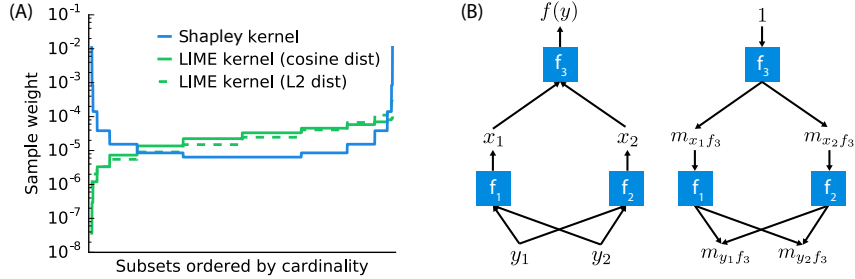 (A)
10⁻¹
10⁻²
10⁻³
10⁻⁴
10⁻⁵
10⁻⁶
10⁻⁷
10⁻⁸
Sample weight
Shapley kernel
LIME kernel (cosine dist)
LIME kernel (L2 dist)
Subsets ordered by cardinality
(B)
f(y)
f₃
x₁ x₂
f₁ f₂
y₁ y₂
1
f₃
mₓ₁f₃ mₓ₂f₃
f₁ f₂
m_y₁f₃ m_y₂f₃